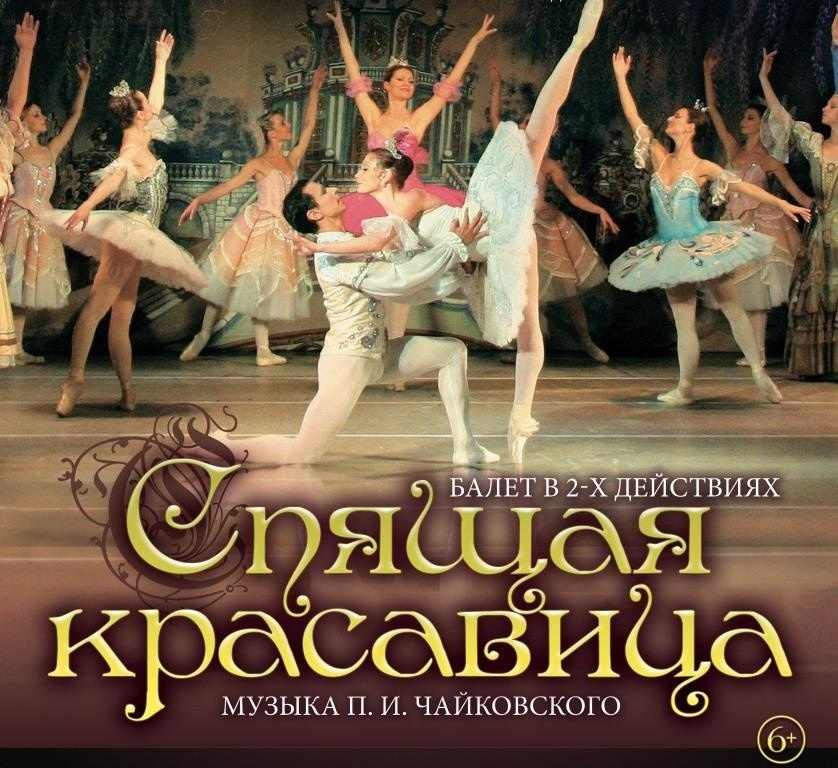 БАЛЕТ В 2-Х ДЕЙСТВИЯХ
Спящая
красавица
МУЗЫКА П. И. ЧАЙКОВСКОГО
6+